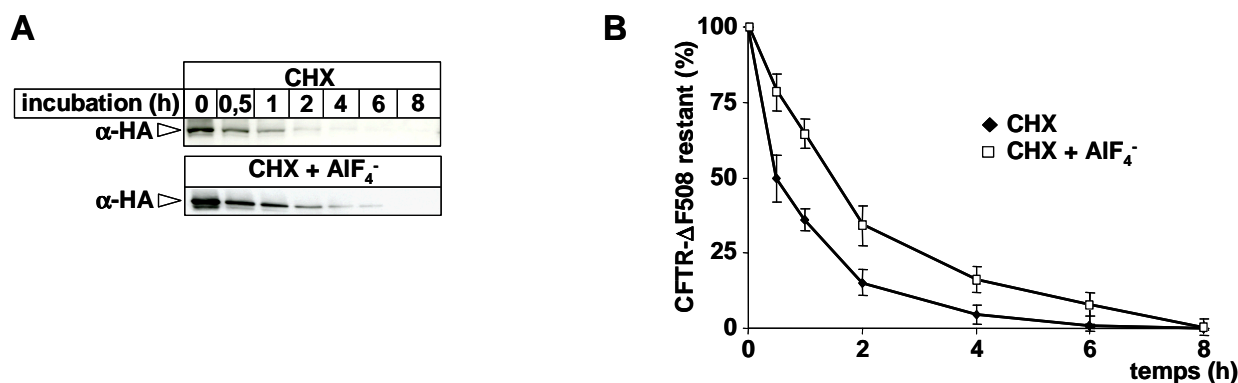 A
CHX
incubation (h) 0 0,5 1 2 4 6 8
α-HA
CHX + AlF₄⁻
α-HA
B
CFTR-ΔF508 restant (%)
100
75
50
25
0
0 2 4 6 8
temps (h)
CHX
CHX + AlF₄⁻